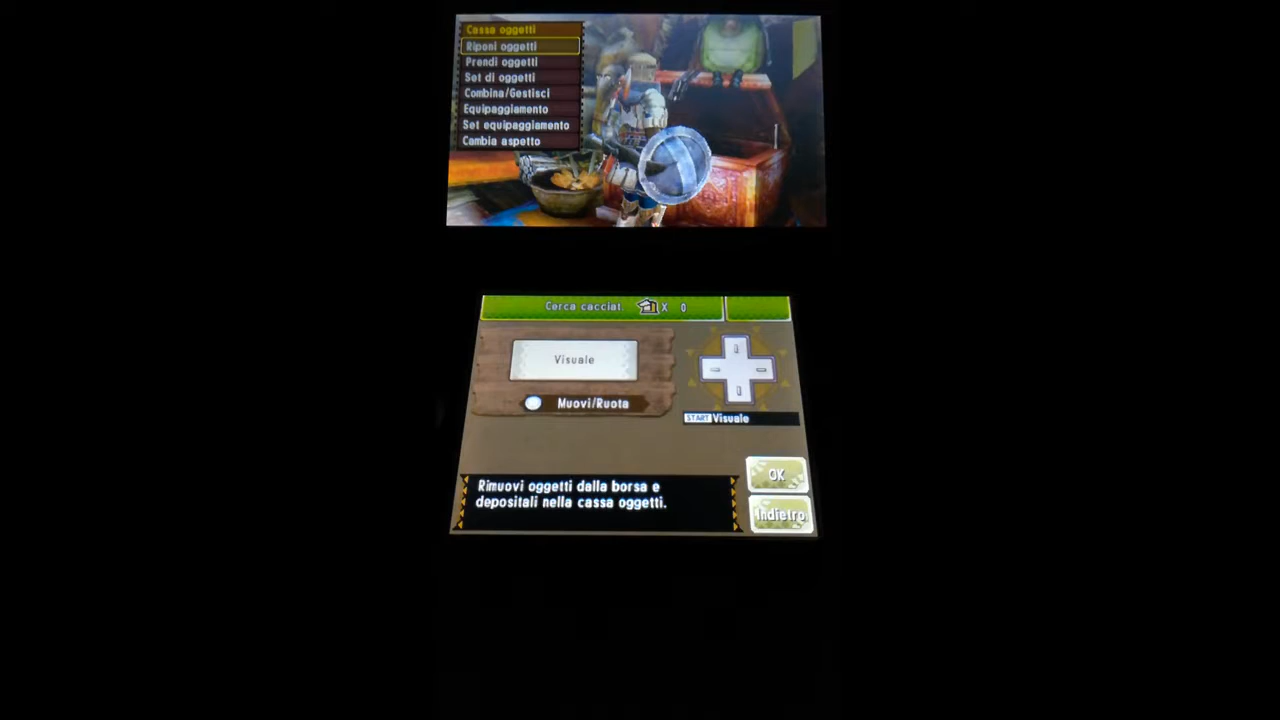 Cassa oggetti
Riponi oggetti
Prendi oggetti
Set di oggetti
Combina/Gestisci
Equipaggiamento
Set equipaggiamento
Cambia aspetto
Cerca cacciat. X 0
Visuale
Muovi/Ruota
START Visuale
OK
Rimuovi oggetti dalla borsa e
depositali nella cassa oggetti.
Indietro